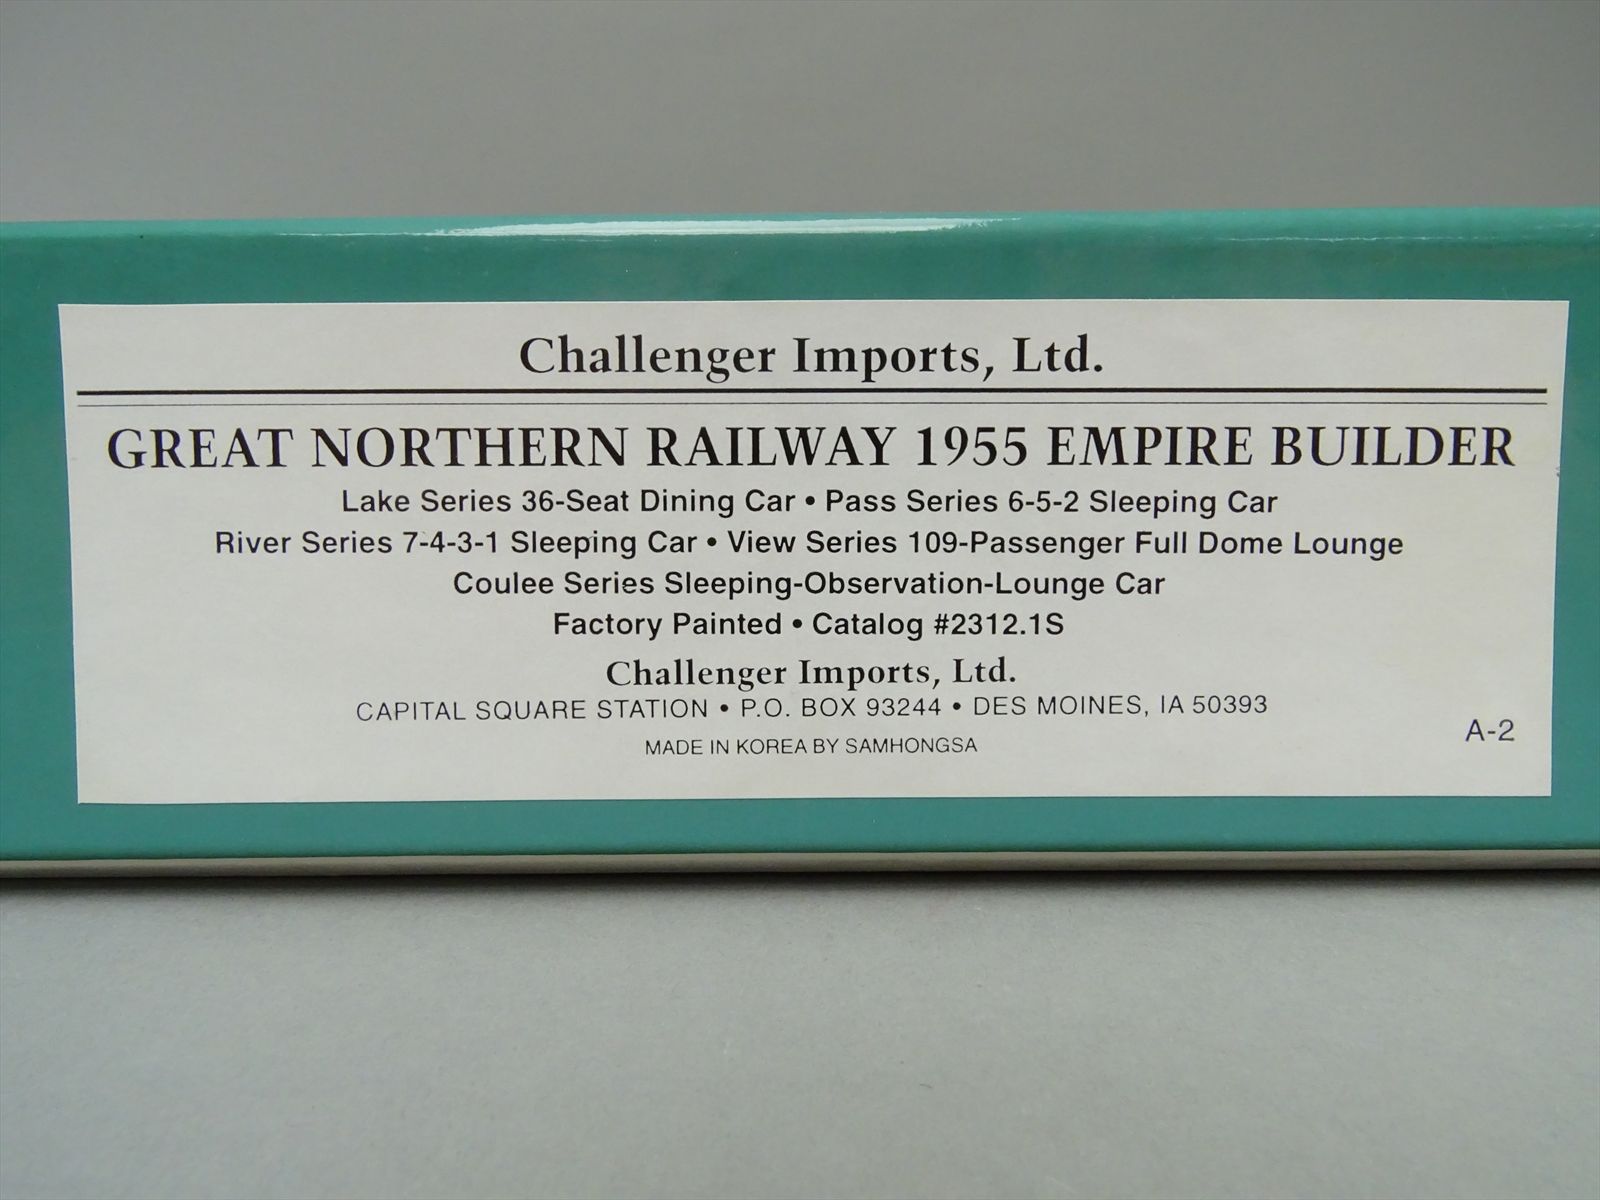 Challenger Imports, Ltd.
GREAT NORTHERN RAILWAY 1955 EMPIRE BUILDER
Lake Series 36-Seat Dining Car • Pass Series 6-5-2 Sleeping Car
River Series 7-4-3-1 Sleeping Car • View Series 109-Passenger Full Dome Lounge
Coulee Series Sleeping-Observation-Lounge Car
Factory Painted • Catalog #2312.1S
Challenger Imports, Ltd.
CAPITAL SQUARE STATION • P.O. BOX 93244 • DES MOINES, IA 50393
A-2
MADE IN KOREA BY SAMHONGSA